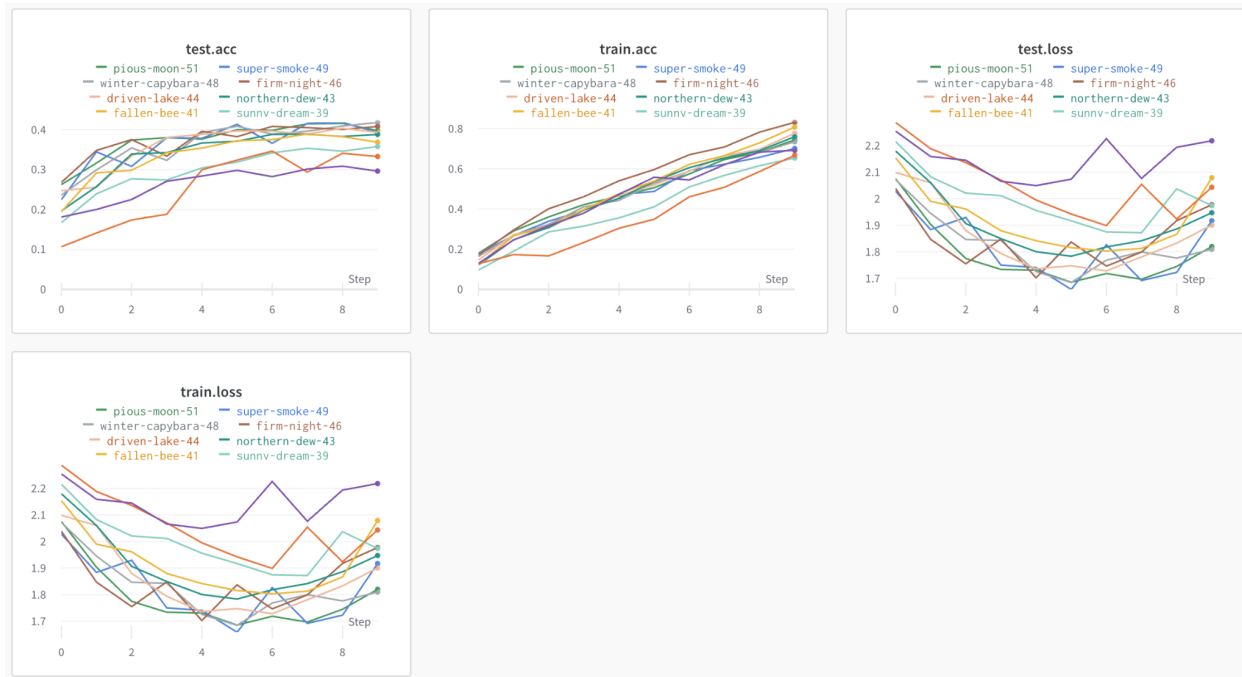 test.acc
pious-moon-51 super-smoke-49
winter-capybara-48 firm-night-46
driven-lake-44 northern-dew-43
fallen-bee-41 sunny-dream-39
0.4
0.3
0.2
0.1
0
Step
0 2 4 6 8
train.acc
pious-moon-51 super-smoke-49
winter-capybara-48 firm-night-46
driven-lake-44 northern-dew-43
fallen-bee-41 sunny-dream-39
0.8
0.6
0.4
0.2
0
Step
0 2 4 6 8
test.loss
pious-moon-51 super-smoke-49
winter-capybara-48 firm-night-46
driven-lake-44 northern-dew-43
fallen-bee-41 sunny-dream-39
2.2
2.1
2
1.9
1.8
1.7
Step
0 2 4 6 8
train.loss
pious-moon-51 super-smoke-49
winter-capybara-48 firm-night-46
driven-lake-44 northern-dew-43
fallen-bee-41 sunny-dream-39
2.2
2.1
2
1.9
1.8
1.7
Step
0 2 4 6 8